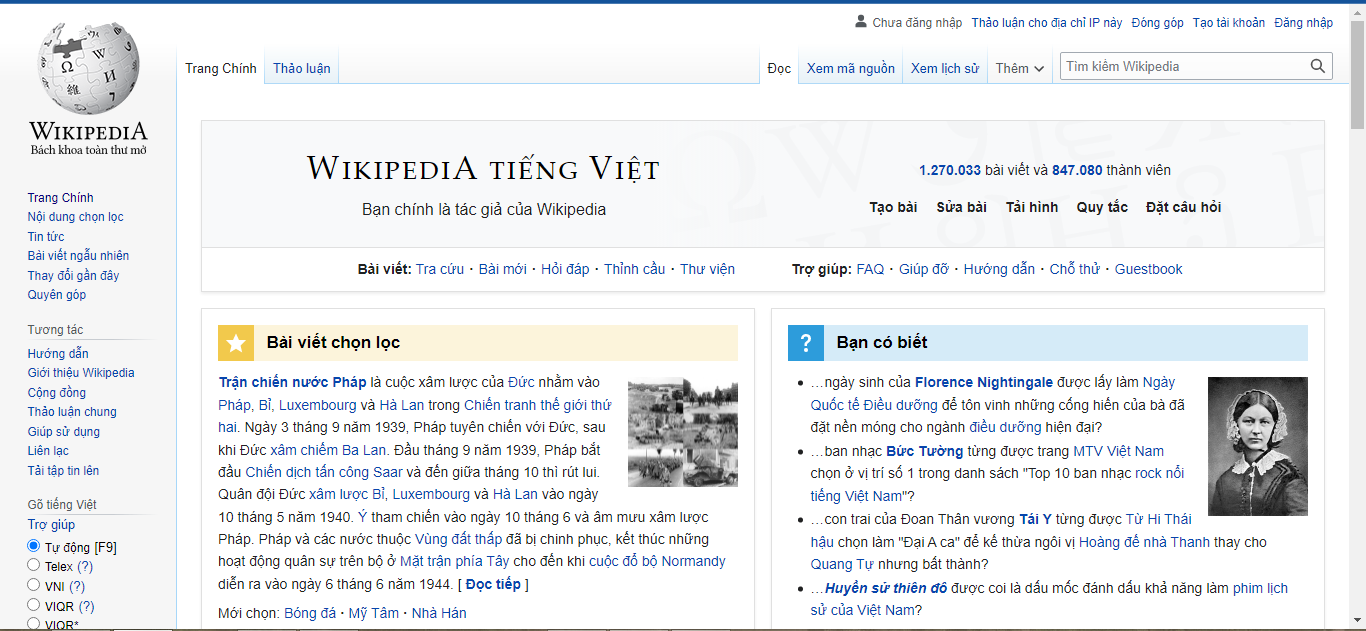 Chưa đăng nhập Thảo luận cho địa chỉ IP này Đóng góp Tạo tài khoản Đăng nhập
Trang Chính Thảo luận
Đọc Xem mã nguồn Xem lịch sử Thêm Tìm kiếm Wikipedia
WIKIPEDIA
Bách khoa toàn thư mở
Trang Chính
Nội dung chọn lọc
Tin tức
Bài viết ngẫu nhiên
Thay đổi gần đây
Quyên góp
Tương tác
Hướng dẫn
Giới thiệu Wikipedia
Cộng đồng
Thảo luận chung
Giúp sử dụng
Liên lạc
Tải tập tin lên
Gõ tiếng Việt
Trợ giúp
Tự động [F9]
Telex (?)
VNI (?)
VIQR (?)
VIQR*
WIKIPEDIA TIẾNG VIỆT
Bạn chính là tác giả của Wikipedia
1.270.033 bài viết và 847.080 thành viên
Tạo bài Sửa bài Tải hình Quy tắc Đặt câu hỏi
Bài viết: Tra cứu · Bài mới · Hỏi đáp · Thỉnh cầu · Thư viện
Trợ giúp: FAQ · Giúp đỡ · Hướng dẫn · Chỗ thử · Guestbook
Bài viết chọn lọc
Trận chiến nước Pháp là cuộc xâm lược của Đức nhằm vào
Pháp, Bỉ, Luxembourg và Hà Lan trong Chiến tranh thế giới thứ
hai. Ngày 3 tháng 9 năm 1939, Pháp tuyên chiến với Đức, sau
khi Đức xâm chiếm Ba Lan. Đầu tháng 9 năm 1939, Pháp bắt
đầu Chiến dịch tấn công Saar và đến giữa tháng 10 thì rút lui.
Quân đội Đức xâm lược Bỉ, Luxembourg và Hà Lan vào ngày
10 tháng 5 năm 1940. Ý tham chiến vào ngày 10 tháng 6 và âm mưu xâm lược
Pháp. Pháp và các nước thuộc Vùng đất thấp đã bị chinh phục, kết thúc những
hoạt động quân sự trên bộ ở Mặt trận phía Tây cho đến khi cuộc đổ bộ Normandy
diễn ra vào ngày 6 tháng 6 năm 1944. [ Đọc tiếp ]
Mới chọn: Bóng đá · Mỹ Tâm · Nhà Hán
Bạn có biết
…ngày sinh của Florence Nightingale được lấy làm Ngày
Quốc tế Điều dưỡng để tôn vinh những cống hiến của bà đã
đặt nền móng cho ngành điều dưỡng hiện đại?
…ban nhạc Bức Tường từng được trang MTV Việt Nam
chọn ở vị trí số 1 trong danh sách "Top 10 ban nhạc rock nổi
tiếng Việt Nam"?
…con trai của Đoan Thân vương Tái Y từng được Từ Hi Thái
hậu chọn làm "Đại A ca" để kế thừa ngôi vị Hoàng đế nhà Thanh thay cho
Quang Tự nhưng bất thành?
…Huyền sử thiên đô được coi là dấu mốc đánh dấu khả năng làm phim lịch
sử của Việt Nam?